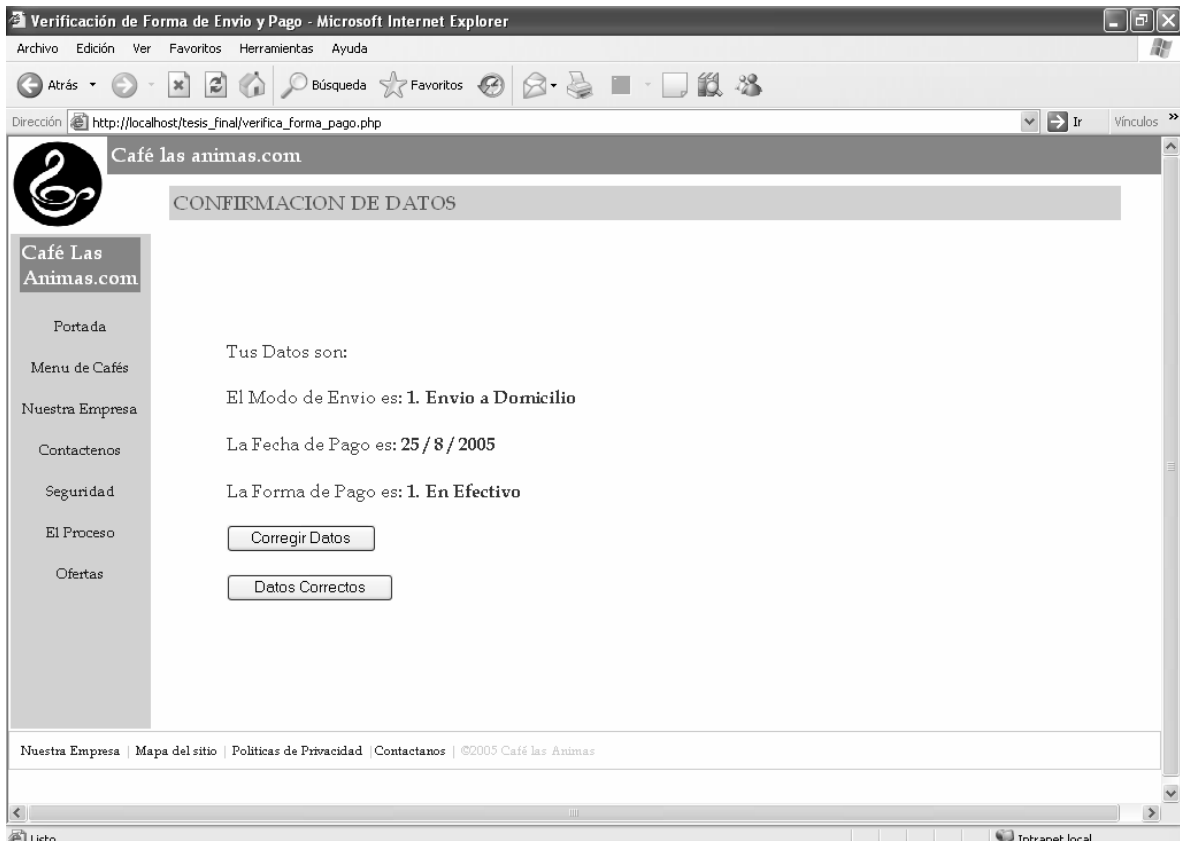 Verificación de Forma de Envio y Pago - Microsoft Internet Explorer
Archivo Edición Ver Favoritos Herramientas Ayuda
Atrás Búsqueda Favoritos
Dirección http://localhost/tesis_final/verifica_forma_pago.php Ir Vínculos »
Café las animas.com
CONFIRMACION DE DATOS
Café Las
Animas.com
Portada
Menu de Cafés
Nuestra Empresa
Contactenos
Seguridad
El Proceso
Ofertas
Tus Datos son:
El Modo de Envio es: 1. Envio a Domicilio
La Fecha de Pago es: 25 / 8 / 2005
La Forma de Pago es: 1. En Efectivo
Corregir Datos
Datos Correctos
Nuestra Empresa | Mapa del sitio | Politicas de Privacidad | Contactanos | ©2005 Café las Animas
Listo Intranet local